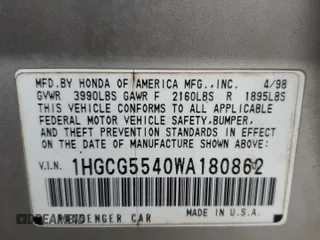 MFD.BY HONDA OF AMERICA MFG.,INC. 4/98
GVWR 3990LBS GAWR F 2160LBS R 1895LBS
THIS VEHICLE CONFORMS TO ALL APPLICABLE
FEDERAL MOTOR VEHICLE SAFETY,BUMPER,
AND THEFT PREVENTION STANDARDS IN EFFECT
ON THE DATE OF MANUFACTURE SHOWN ABOVE.
V.I.N. 1HGCG5540WA180862
PASSENGER CAR MADE IN U.S.A.